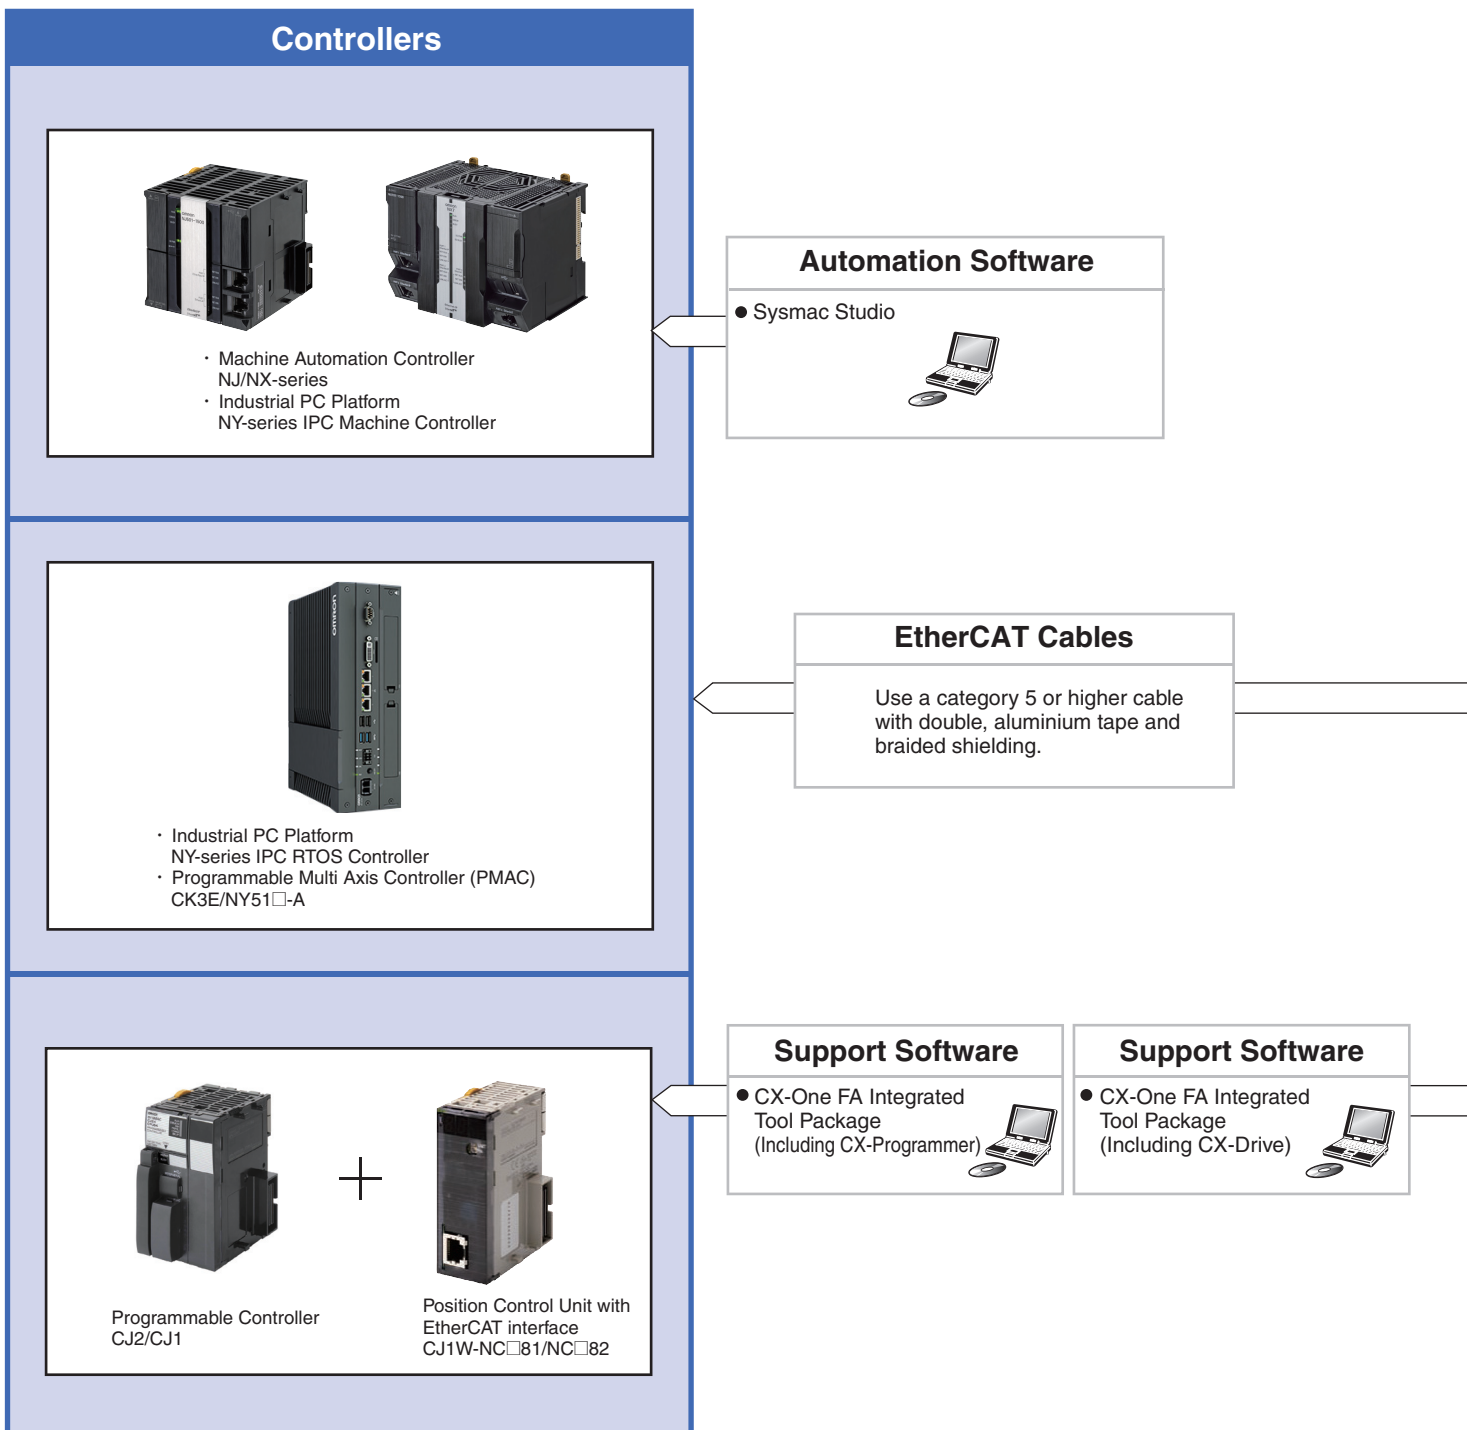 Controllers
・ Machine Automation Controller
NJ/NX-series
・ Industrial PC Platform
NY-series IPC Machine Controller
Automation Software
● Sysmac Studio
omron
・ Industrial PC Platform
NY-series IPC RTOS Controller
・ Programmable Multi Axis Controller (PMAC)
CK3E/NY51□-A
EtherCAT Cables
Use a category 5 or higher cable
with double, aluminium tape and
braided shielding.
Programmable Controller
CJ2/CJ1
Position Control Unit with
EtherCAT interface
CJ1W-NC□81/NC□82
Support Software
● CX-One FA Integrated
Tool Package
(Including CX-Programmer)
Support Software
● CX-One FA Integrated
Tool Package
(Including CX-Drive)